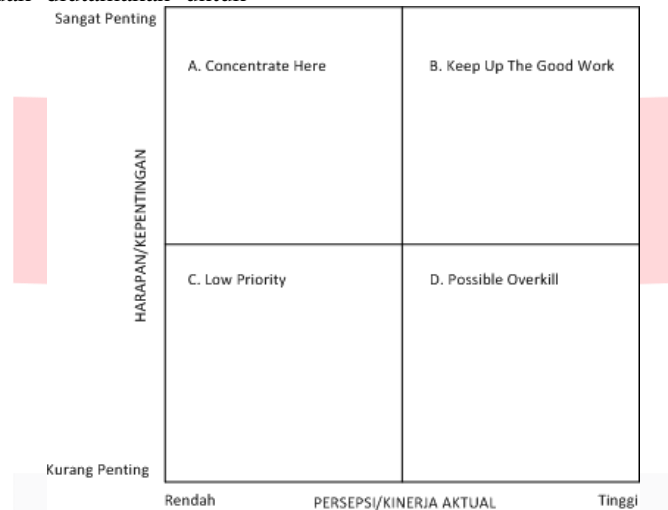 Sangat Penting
A. Concentrate Here
B. Keep Up The Good Work
HARAPAN/KEPENTINGAN
C. Low Priority
D. Possible Overkill
Kurang Penting
Rendah
PERSEPSI/KINERJA AKTUAL
Tinggi